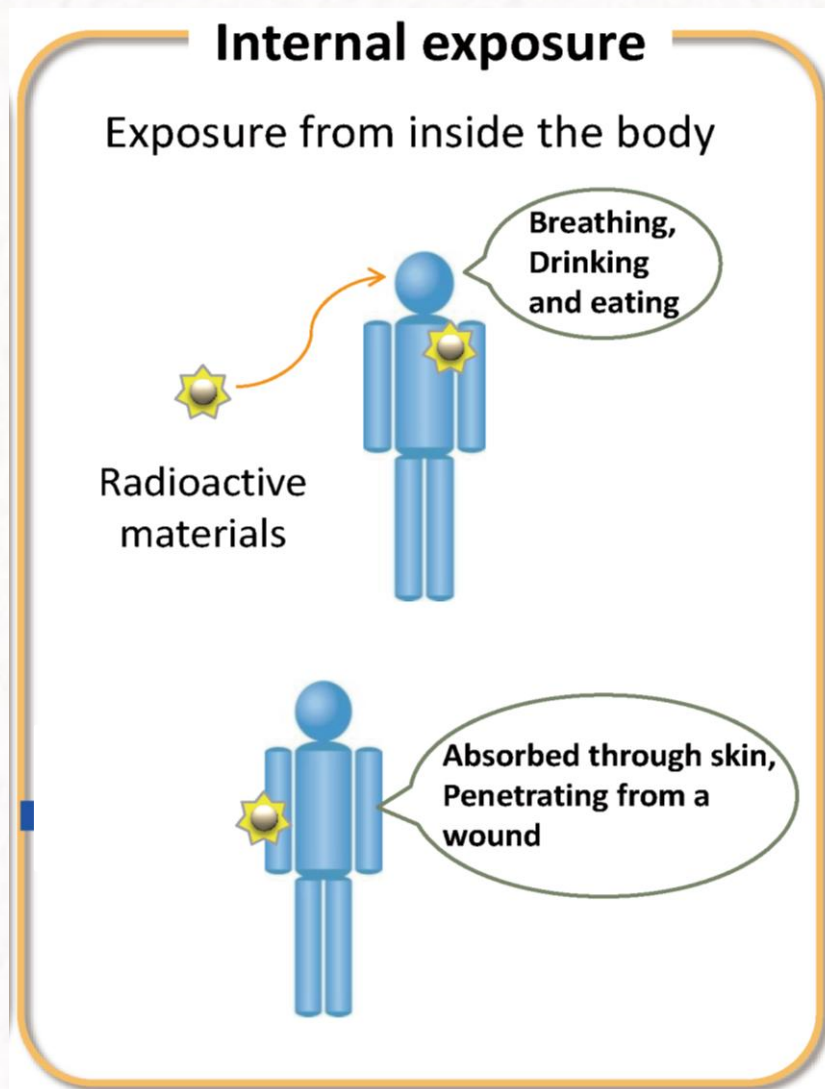 Internal exposure
Exposure from inside the body
Breathing,
Drinking
and eating
Radioactive
materials
Absorbed through skin,
Penetrating from a
wound